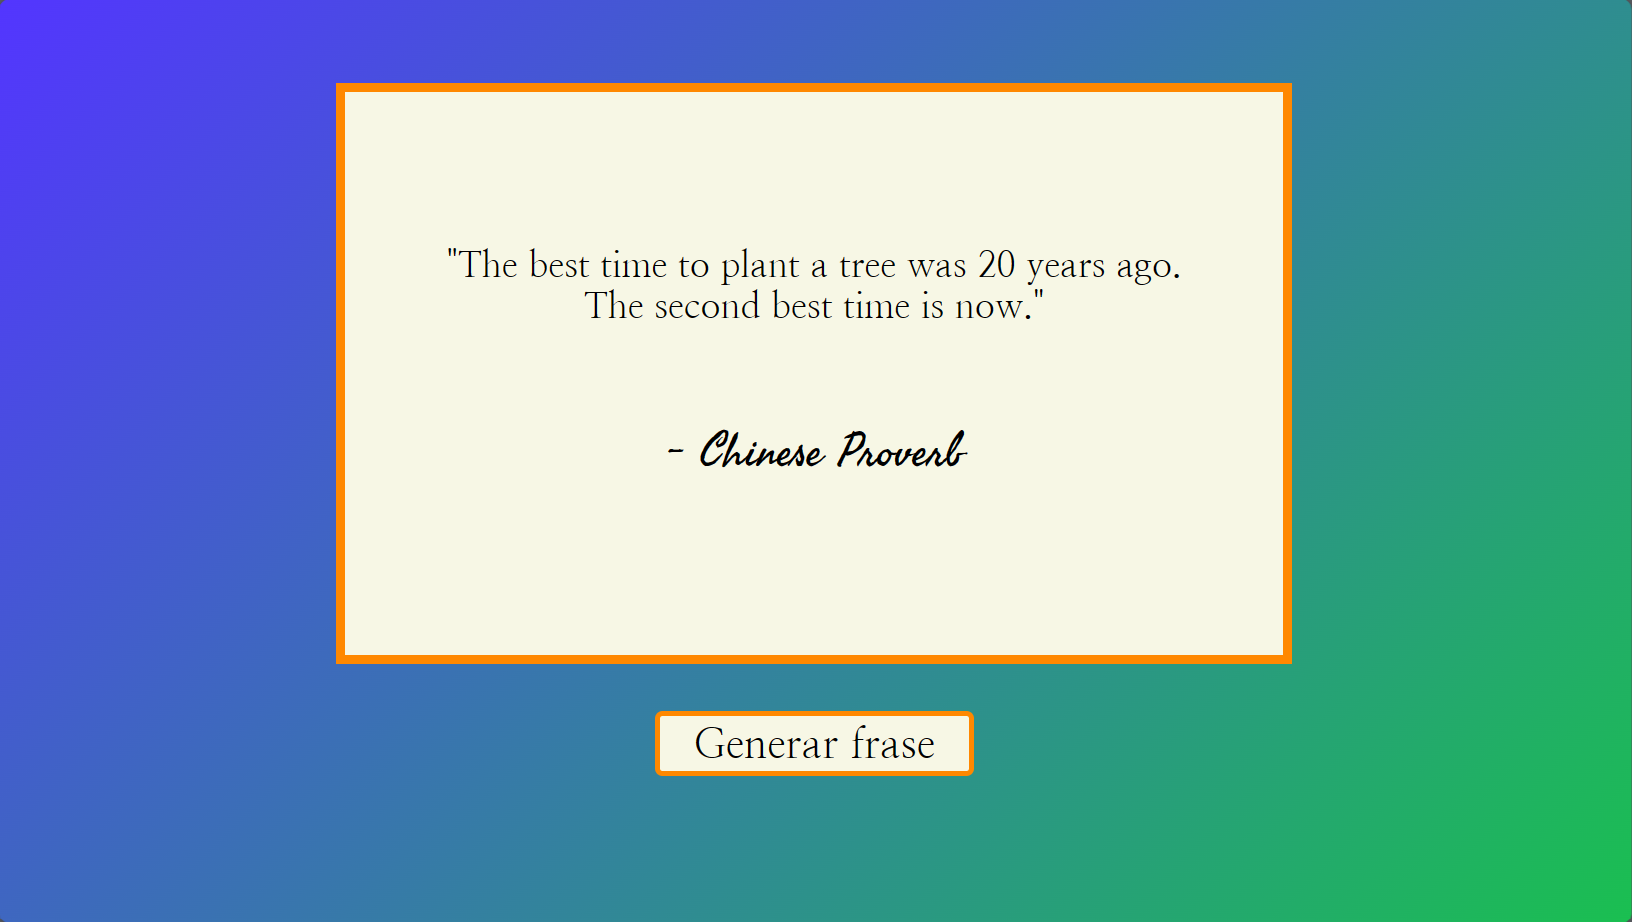 "The best time to plant a tree was 20 years ago.
The second best time is now."
- Chinese Proverb
Generar frase